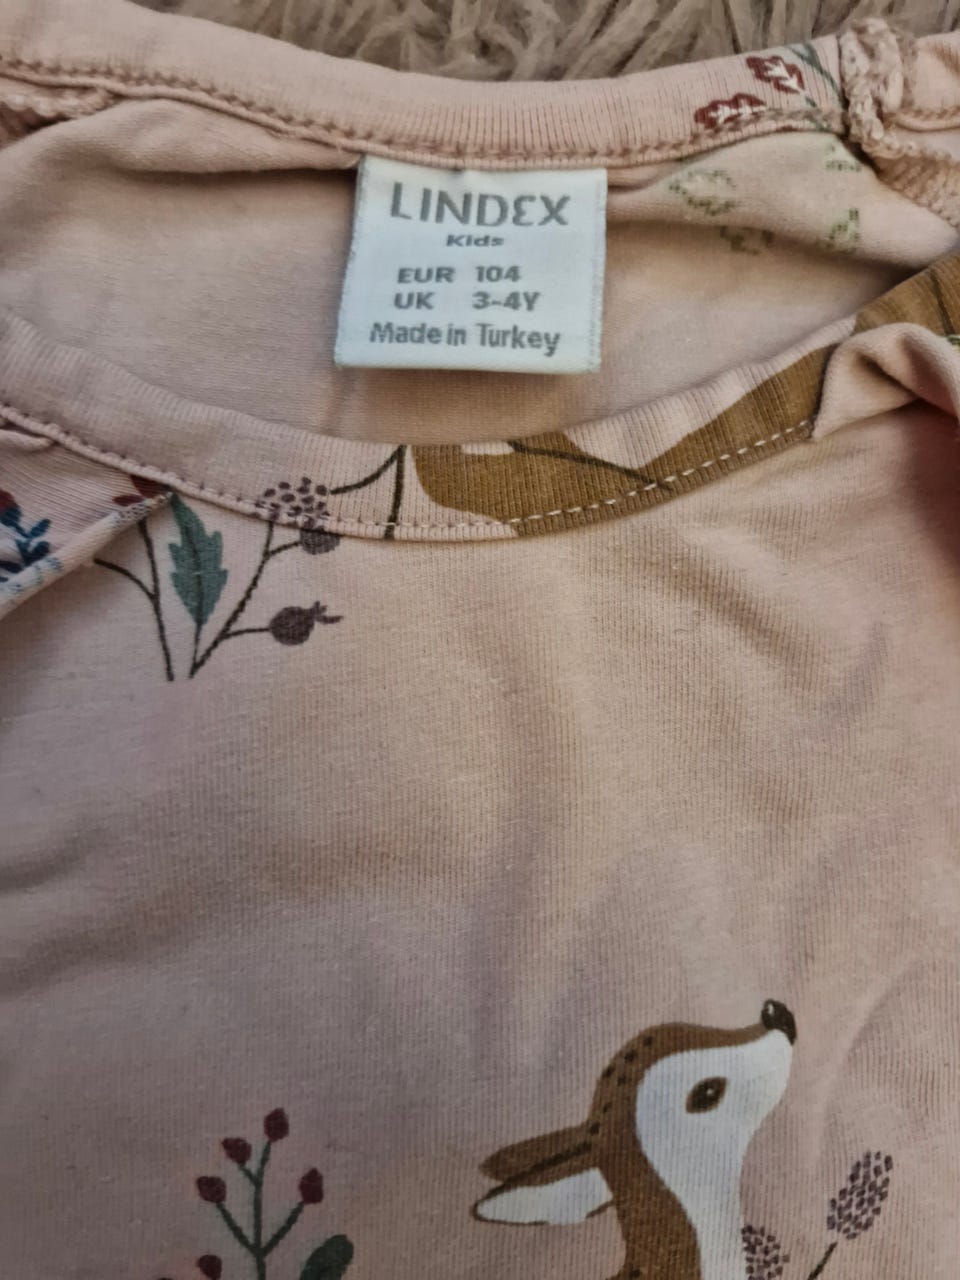 LINDEX
Kids
EUR 104
UK 3-4Y
Made in Turkey